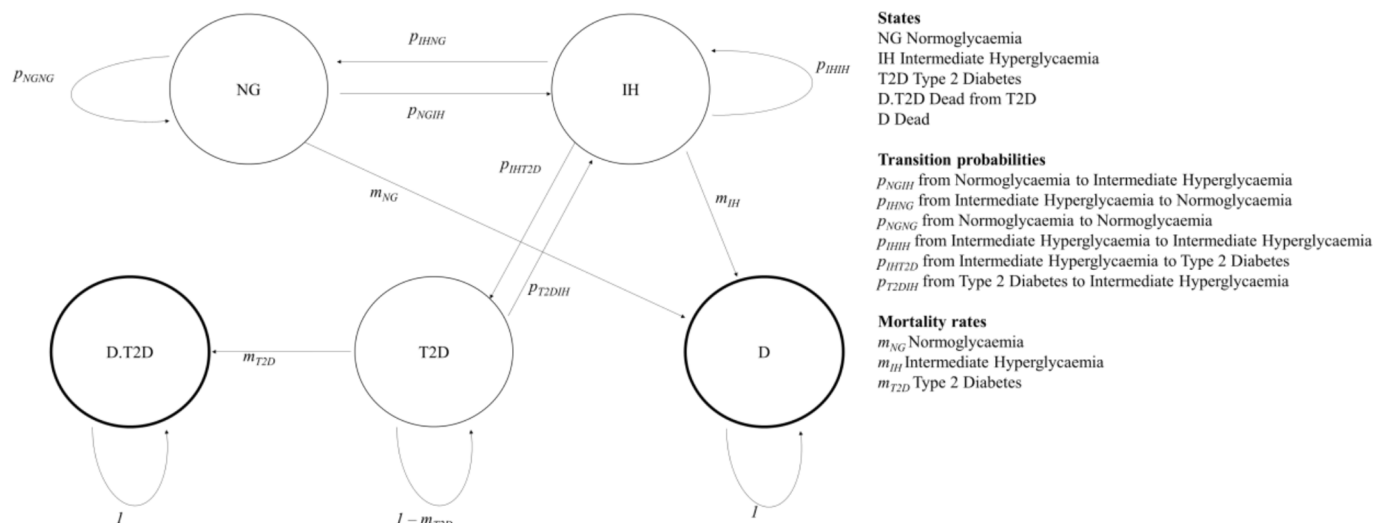 p_IHNG
p_NGNG
NG
IH
p_IHIH
p_NGIH
p_IHT2D
m_NG
m_IH
p_T2DIH
D.T2D
m_T2D
T2D
D
1
1 – m_T2D
1
States
NG Normoglycaemia
IH Intermediate Hyperglycaemia
T2D Type 2 Diabetes
D.T2D Dead from T2D
D Dead
Transition probabilities
p_NGIH from Normoglycaemia to Intermediate Hyperglycaemia
p_IHNG from Intermediate Hyperglycaemia to Normoglycaemia
p_NGNG from Normoglycaemia to Normoglycaemia
p_IHIH from Intermediate Hyperglycaemia to Intermediate Hyperglycaemia
p_IHT2D from Intermediate Hyperglycaemia to Type 2 Diabetes
p_T2DIH from Type 2 Diabetes to Intermediate Hyperglycaemia
Mortality rates
m_NG Normoglycaemia
m_IH Intermediate Hyperglycaemia
m_T2D Type 2 Diabetes